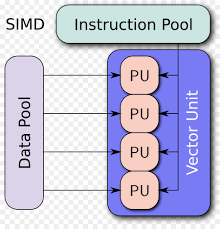 SIMD
Instruction Pool
Data Pool
PU
PU
PU
PU
Vector Unit